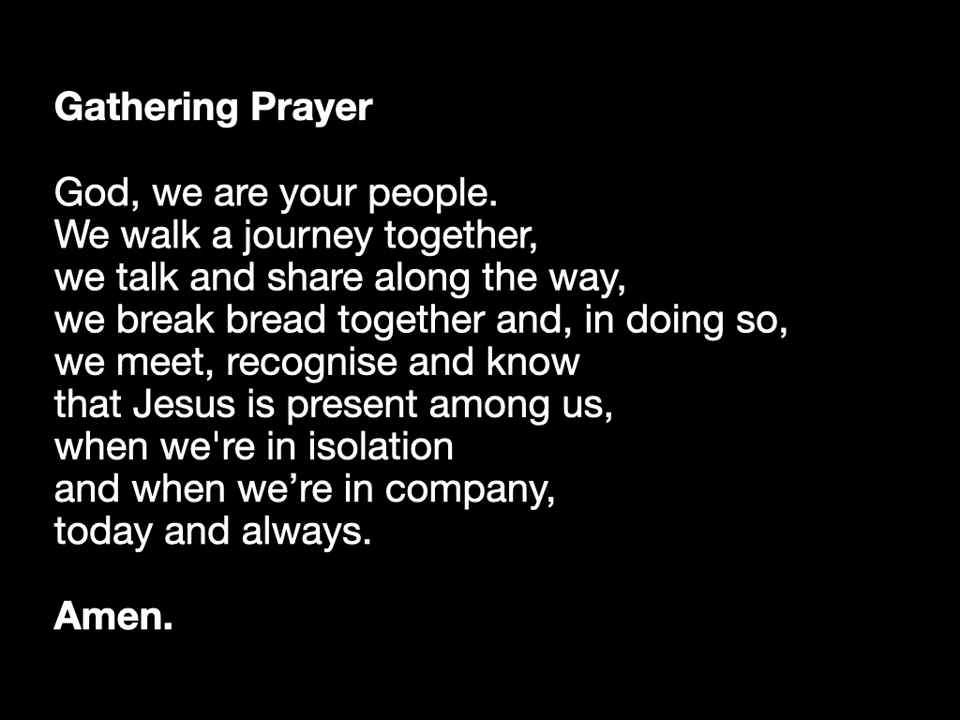 Gathering Prayer
God, we are your people.
We walk a journey together,
we talk and share along the way,
we break bread together and, in doing so,
we meet, recognise and know
that Jesus is present among us,
when we're in isolation
and when we’re in company,
today and always.
Amen.